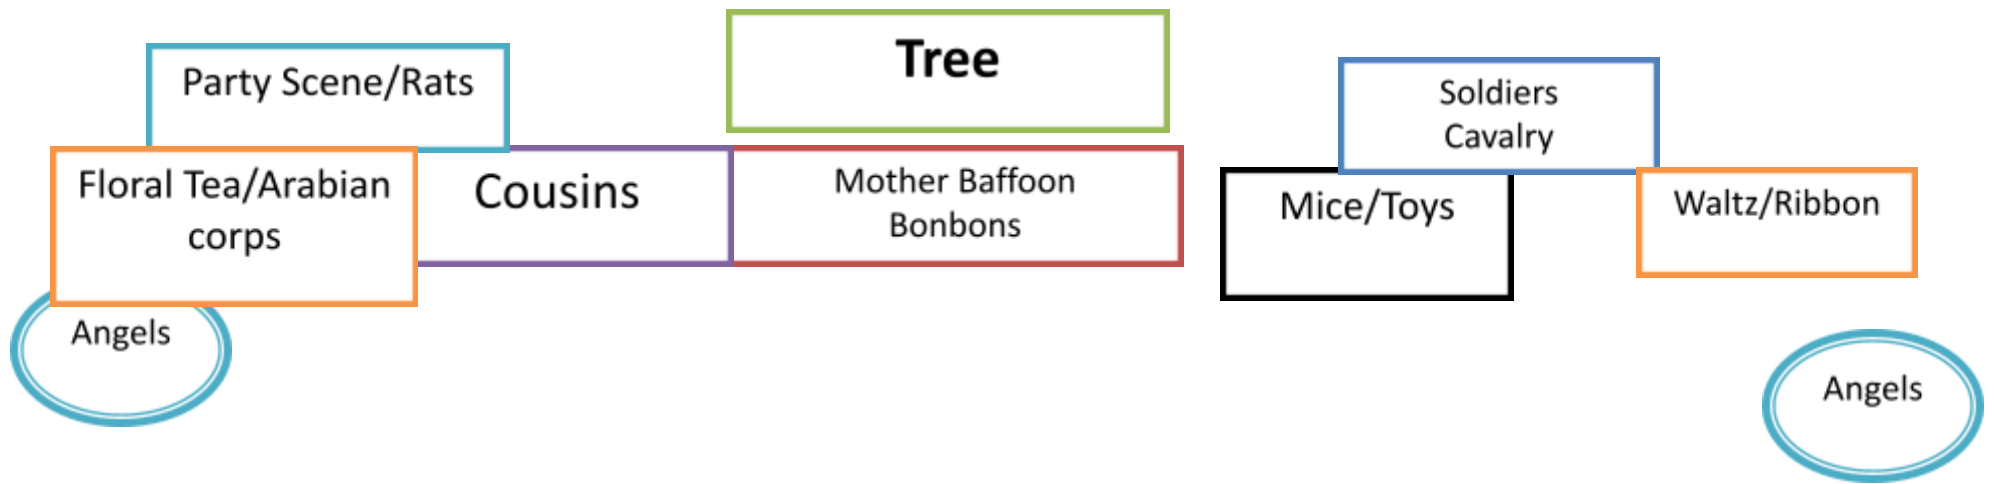 Tree
Party Scene/Rats
Soldiers
Cavalry
Floral Tea/Arabian
corps
Cousins
Mother Baffoon
Bonbons
Mice/Toys
Waltz/Ribbon
Angels
Angels